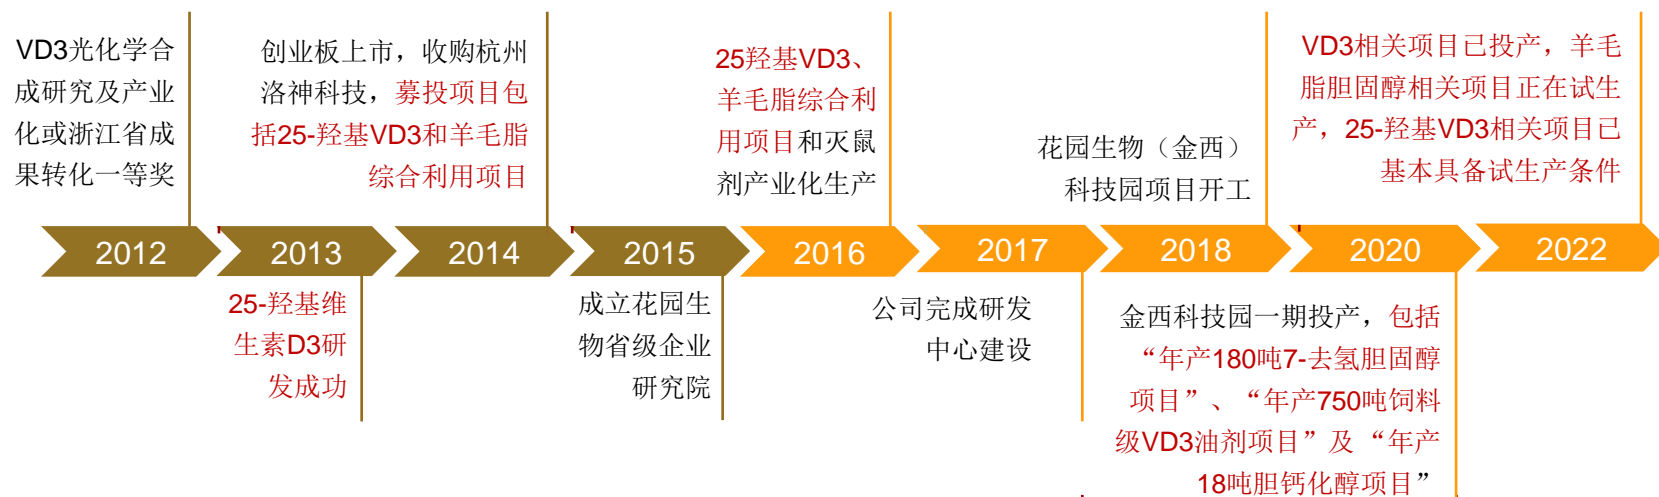 VD3光化学合
成研究及产业
化或浙江省成
果转化一等奖
创业板上市，收购杭州
洛神科技，募投项目包
括25-羟基VD3和羊毛脂
综合利用项目
25羟基VD3、
羊毛脂综合利
用项目和灭鼠
剂产业化生产
花园生物（金西）
科技园项目开工
VD3相关项目已投产，羊毛
脂胆固醇相关项目正在试生
产，25-羟基VD3相关项目已
基本具备试生产条件
2012
2013
2014
2015
2016
2017
2018
2020
2022
25-羟基维
生素D3研
发成功
成立花园生
物省级企业
研究院
公司完成研发
中心建设
金西科技园一期投产，包括
“年产180吨7-去氢胆固醇
项目”、“年产750吨饲料
级VD3油剂项目”及“年产
18吨胆钙化醇项目”